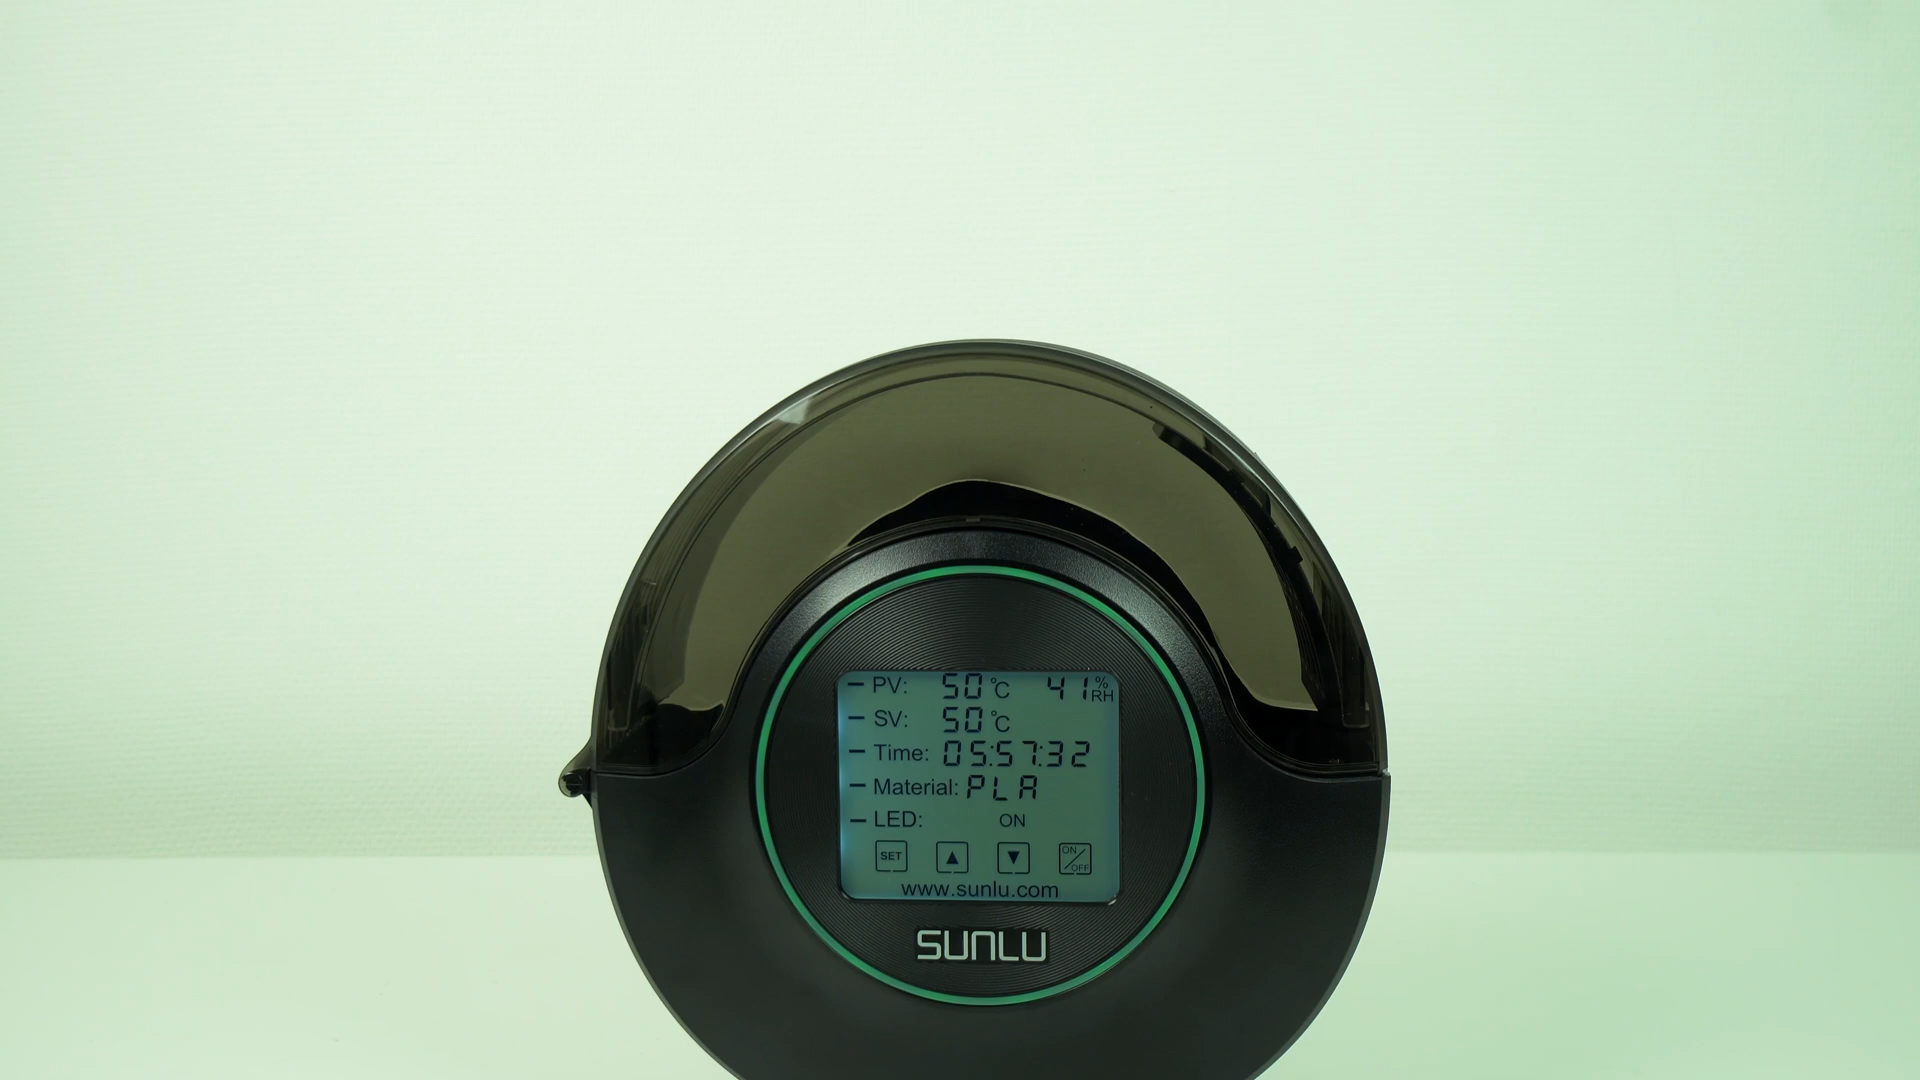 PV: 50 °C 41 % RH
SV: 50 °C
Time: 05:57:32
Material: PLA
LED: ON
SET ▲ ▼ ON/OFF
www.sunlu.com
SUNLU